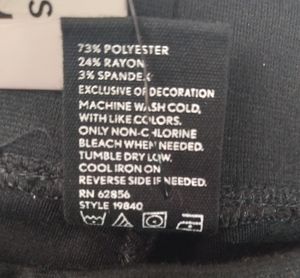 S
73% POLYESTER
24% RAYON
3% SPANDEX
EXCLUSIVE OF DECORATION
MACHINE WASH COLD,
WITH LIKE COLORS.
ONLY NON-CHLORINE
BLEACH WHEN NEEDED.
TUMBLE DRY LOW.
COOL IRON ON
REVERSE SIDE IF NEEDED.
RN 62856
STYLE 19840